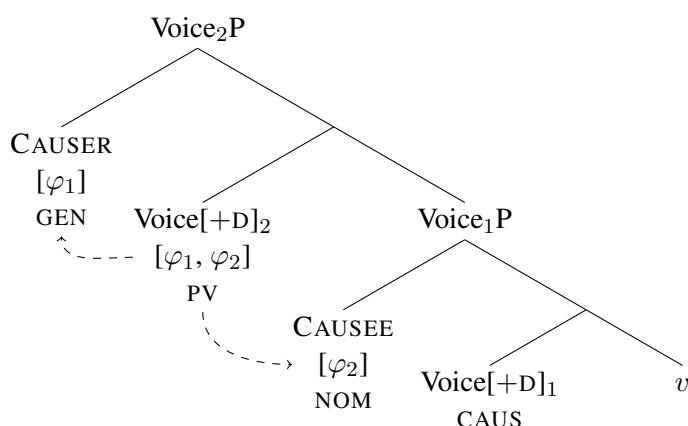 Voice₂P
CAUSER
[φ₁]
GEN
Voice[+D]₂
[φ₁, φ₂]
PV
Voice₁P
CAUSEE
[φ₂]
NOM
Voice[+D]₁
CAUS
v